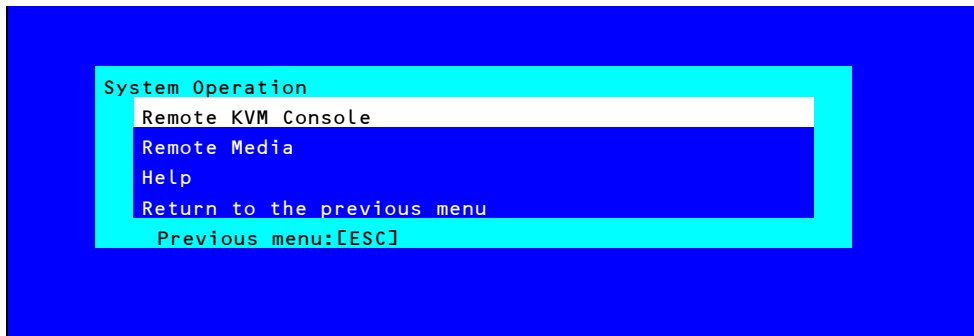 System Operation
Remote KVM Console
Remote Media
Help
Return to the previous menu
Previous menu:[ESC]